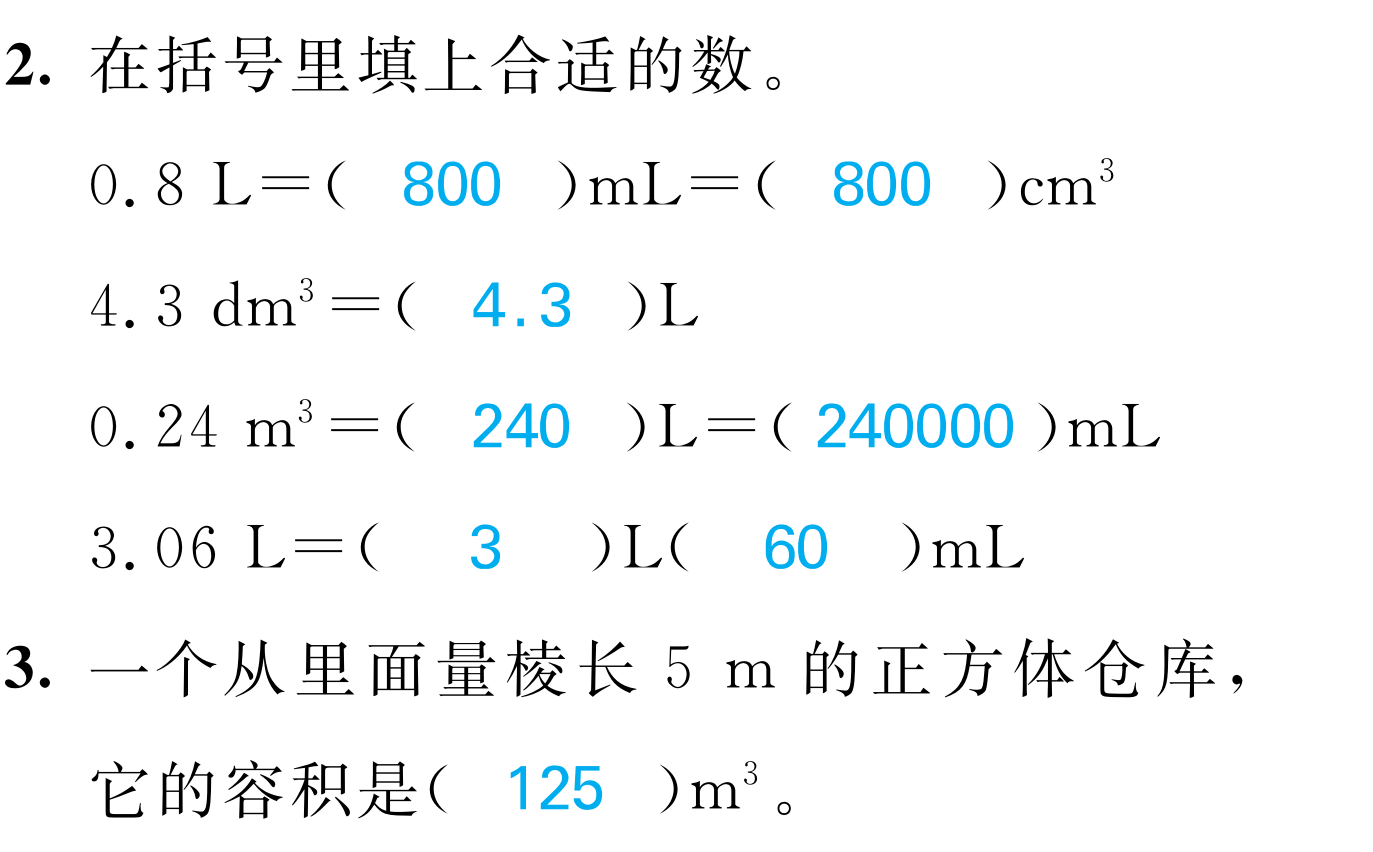 2. 在括号里填上合适的数。
0.8 L=( 800 )mL=( 800 )cm³
4.3 dm³=( 4.3 )L
0.24 m³=( 240 )L=( 240000 )mL
3.06 L=( 3 )L( 60 )mL
3. 一个从里面量棱长 5 m 的正方体仓库，
它的容积是( 125 )m³。